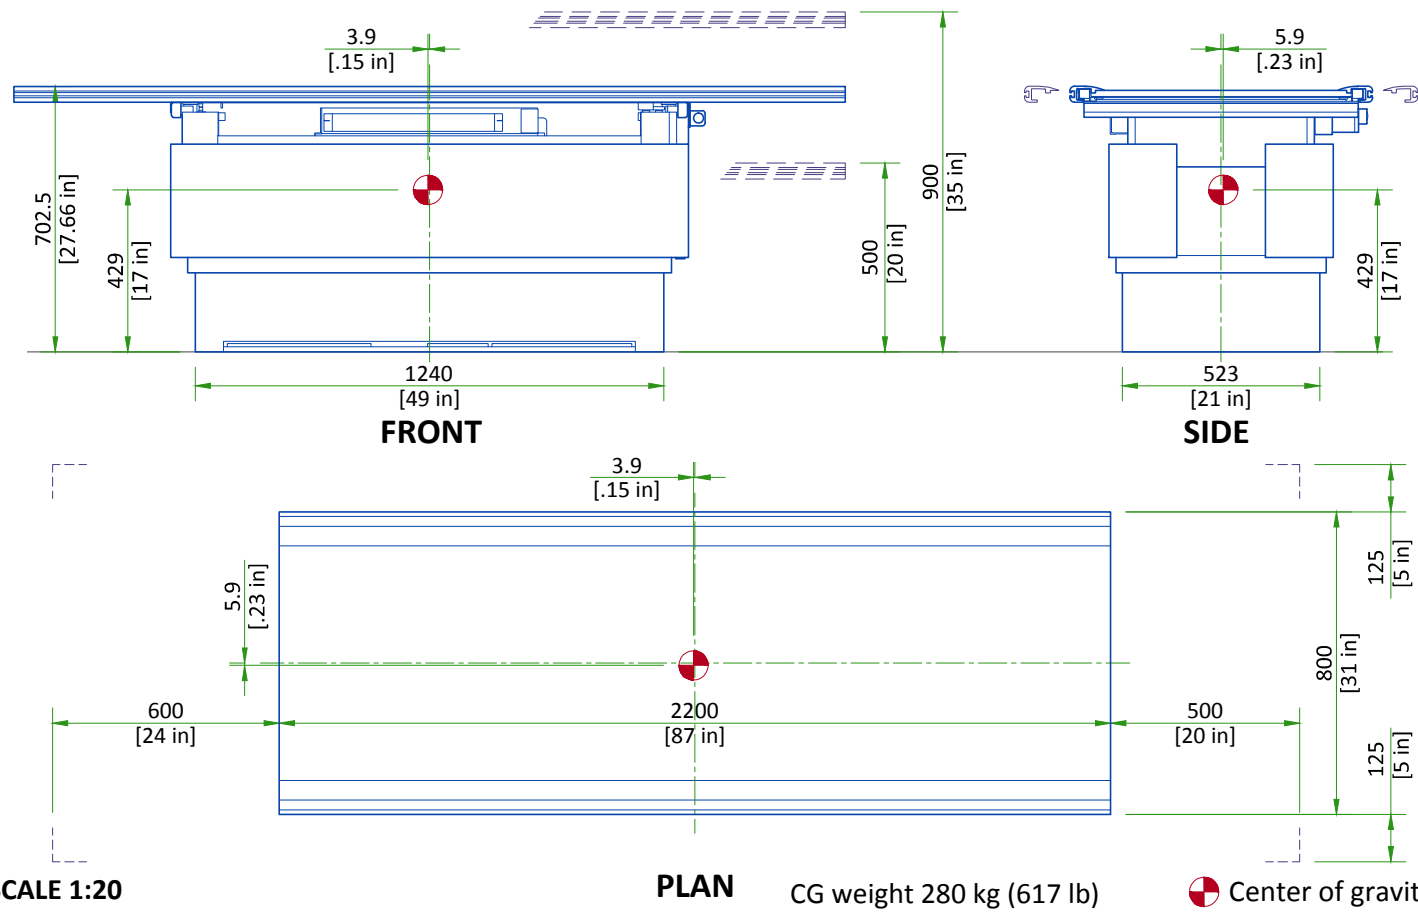 3.9
[.15 in]
5.9
[.23 in]
702.5
[27.66 in]
429
[17 in]
900
[35 in]
500
[20 in]
429
[17 in]
1240
[49 in]
523
[21 in]
FRONT
SIDE
3.9
[.15 in]
125
[5 in]
5.9
[.23 in]
800
[31 in]
600
[24 in]
2200
[87 in]
500
[20 in]
125
[5 in]
CALE 1:20
PLAN
CG weight 280 kg (617 lb)
Center of gravit